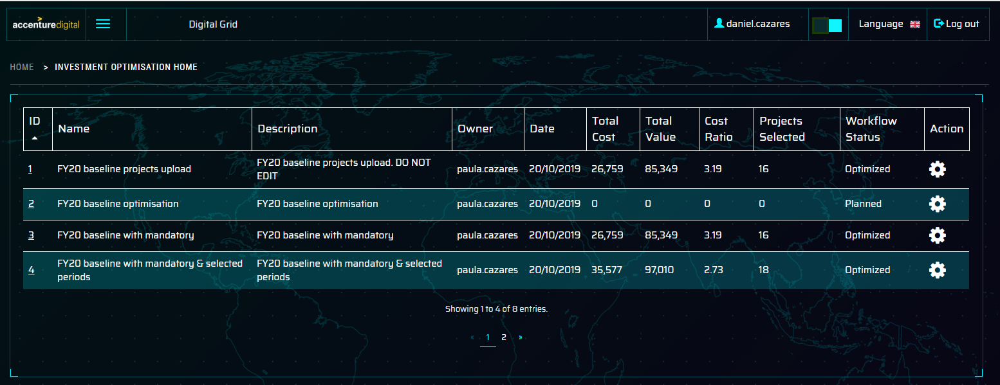 accenturedigital
Digital Grid
daniel.cazares
Language
Log out
HOME > INVESTMENT OPTIMISATION HOME
ID Name Description Owner Date Total Cost Total Value Cost Ratio Projects Selected Workflow Status Action
1 FY20 baseline projects upload FY20 baseline projects upload. DO NOT EDIT paula.cazares 20/10/2019 26,759 85,349 3.19 16 Optimized
2 FY20 baseline optimisation FY20 baseline optimisation paula.cazares 20/10/2019 0 0 0 0 Planned
3 FY20 baseline with mandatory FY20 baseline with mandatory paula.cazares 20/10/2019 26,759 85,349 3.19 16 Optimized
4 FY20 baseline with mandatory & selected periods FY20 baseline with mandatory & selected periods paula.cazares 20/10/2019 35,577 97,010 2.73 18 Optimized
Showing 1 to 4 of 8 entries.
« 1 2 »